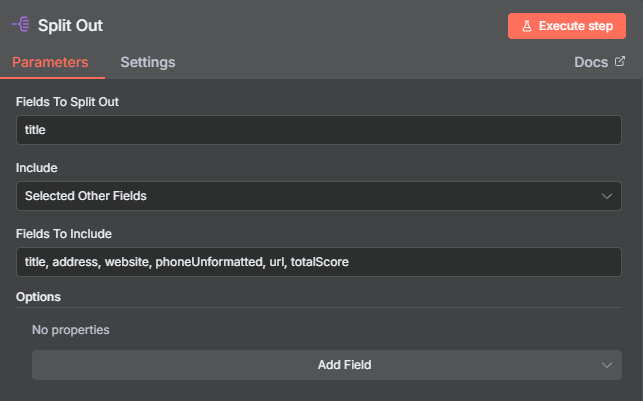 Split Out
Execute step
Parameters
Settings
Docs
Fields To Split Out
title
Include
Selected Other Fields
Fields To Include
title, address, website, phoneUnformatted, url, totalScore
Options
No properties
Add Field